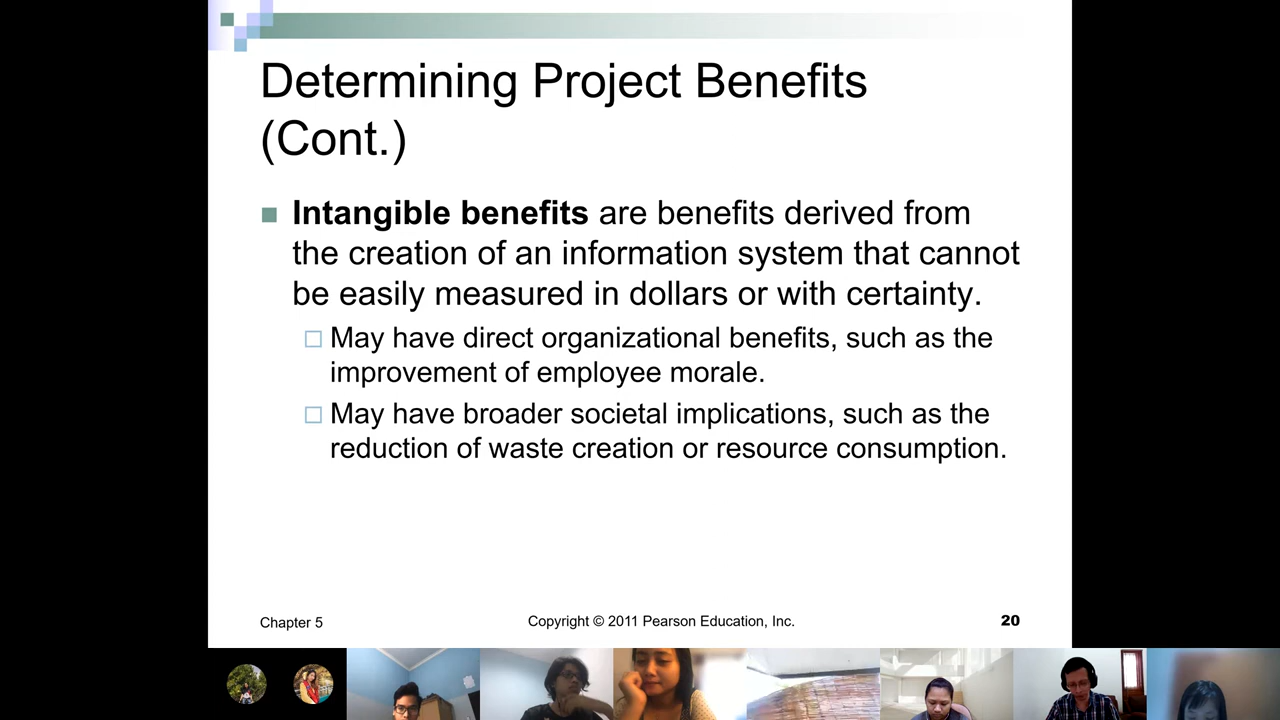 Determining Project Benefits
(Cont.)
Intangible benefits are benefits derived from
the creation of an information system that cannot
be easily measured in dollars or with certainty.
May have direct organizational benefits, such as the
improvement of employee morale.
May have broader societal implications, such as the
reduction of waste creation or resource consumption.
Chapter 5
Copyright © 2011 Pearson Education, Inc.
20